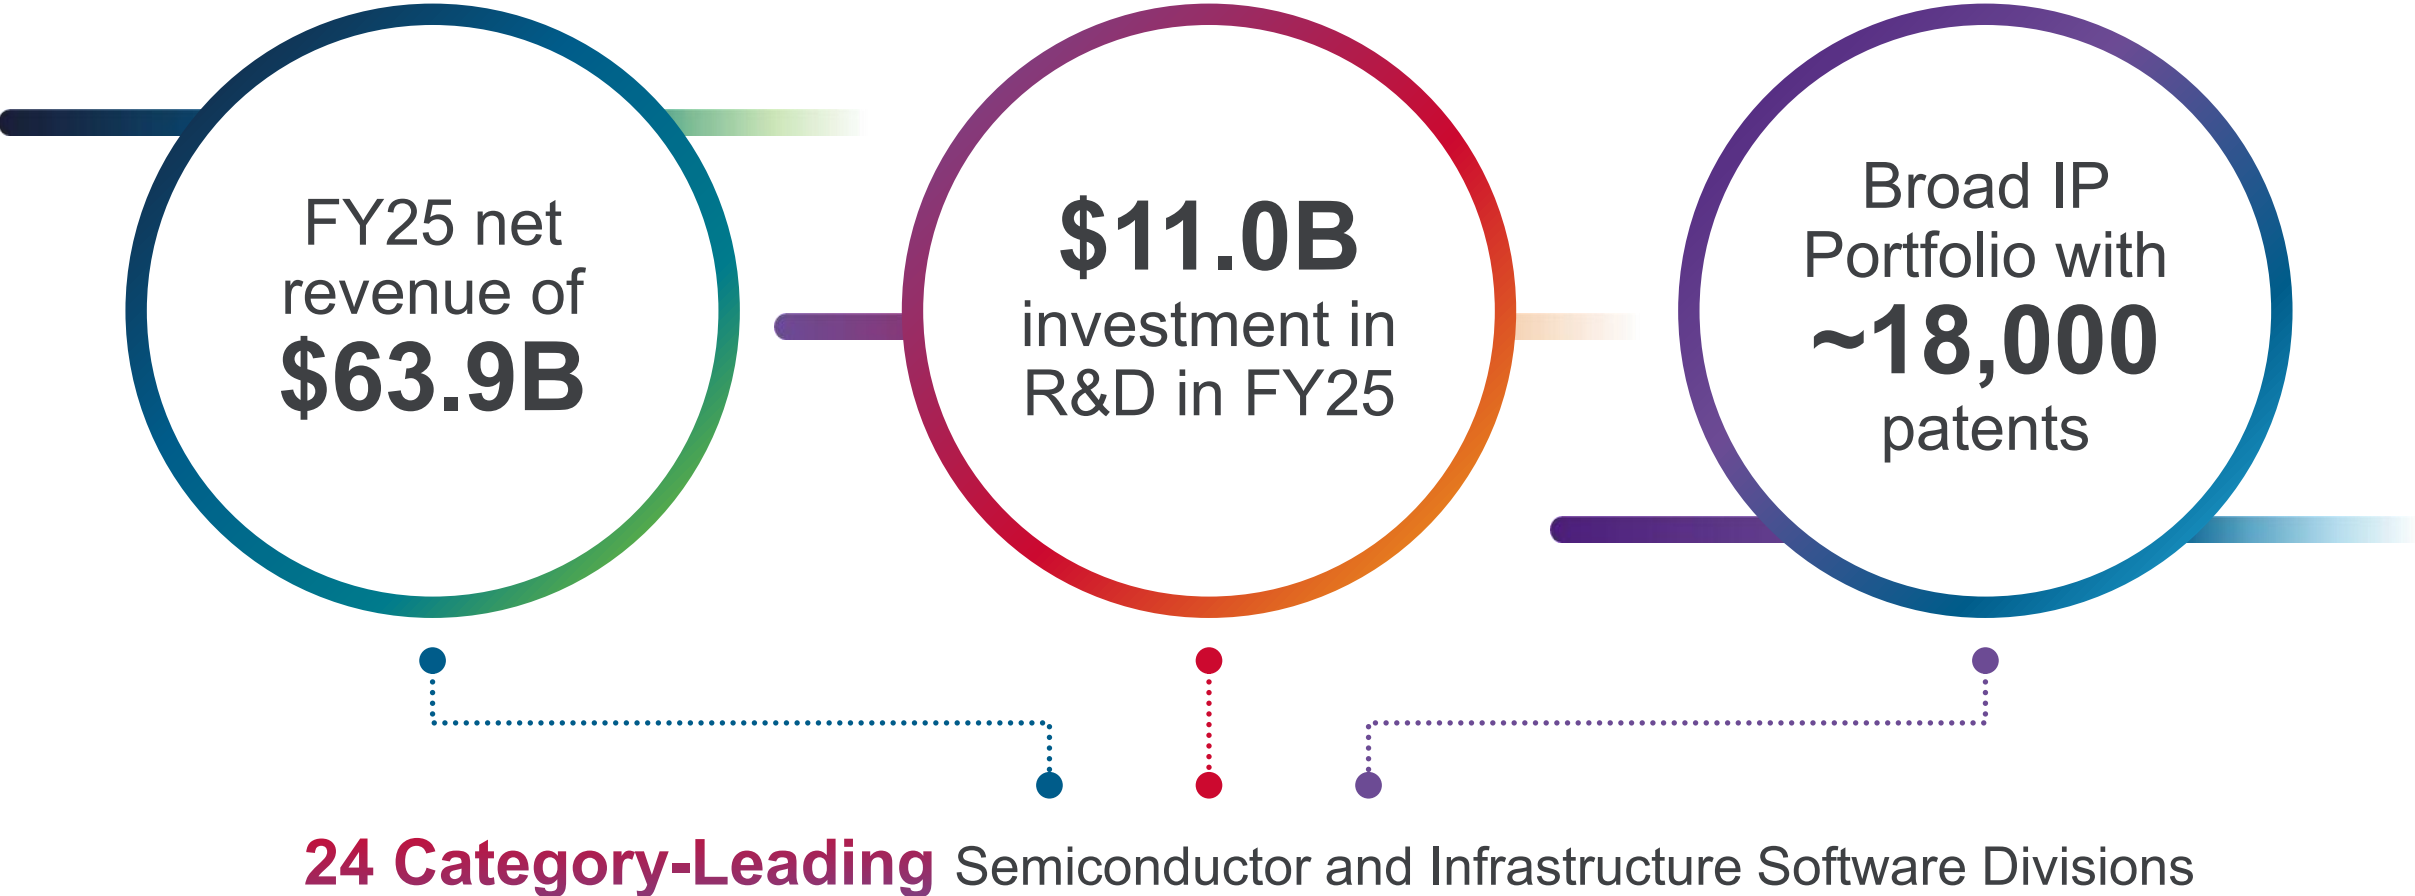 FY25 net
revenue of
$63.9B
$11.0B
investment in
R&D in FY25
Broad IP
Portfolio with
~18,000
patents
24 Category-Leading Semiconductor and Infrastructure Software Divisions